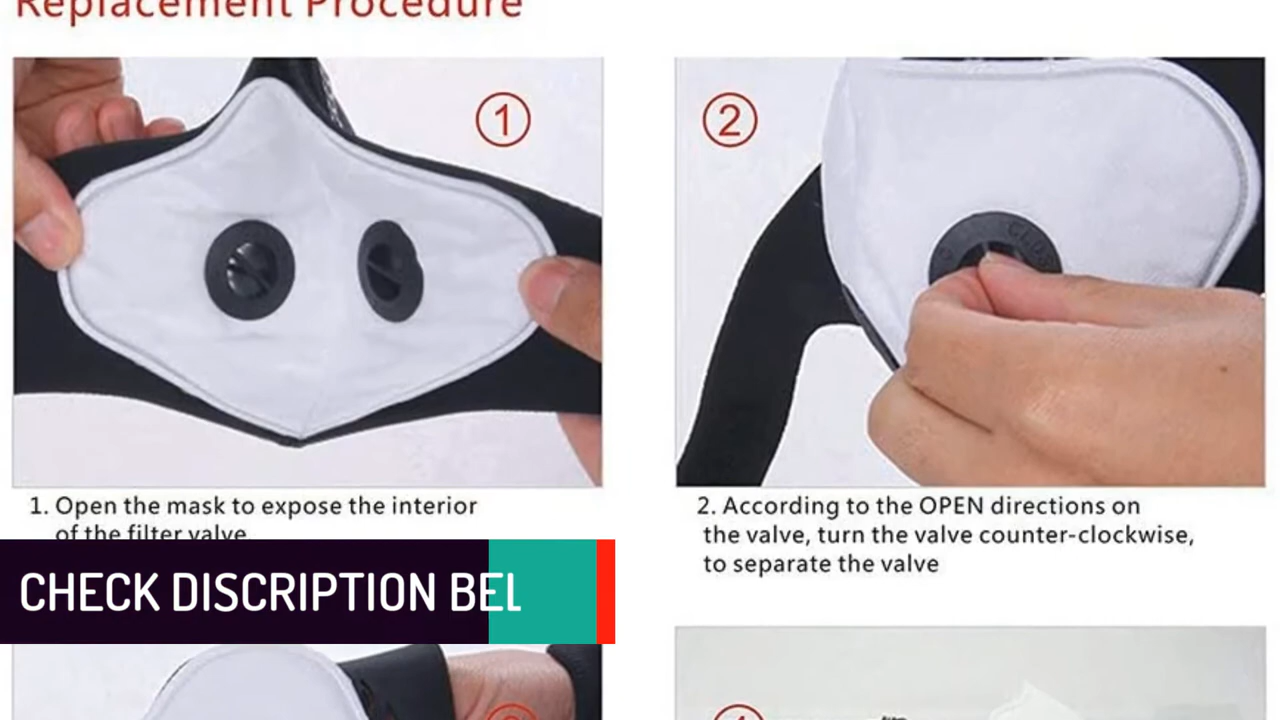 Replacement Procedure
1
2
1. Open the mask to expose the interior
of the filter valve
2. According to the OPEN directions on
the valve, turn the valve counter-clockwise,
to separate the valve
CHECK DISCRIPTION BEL